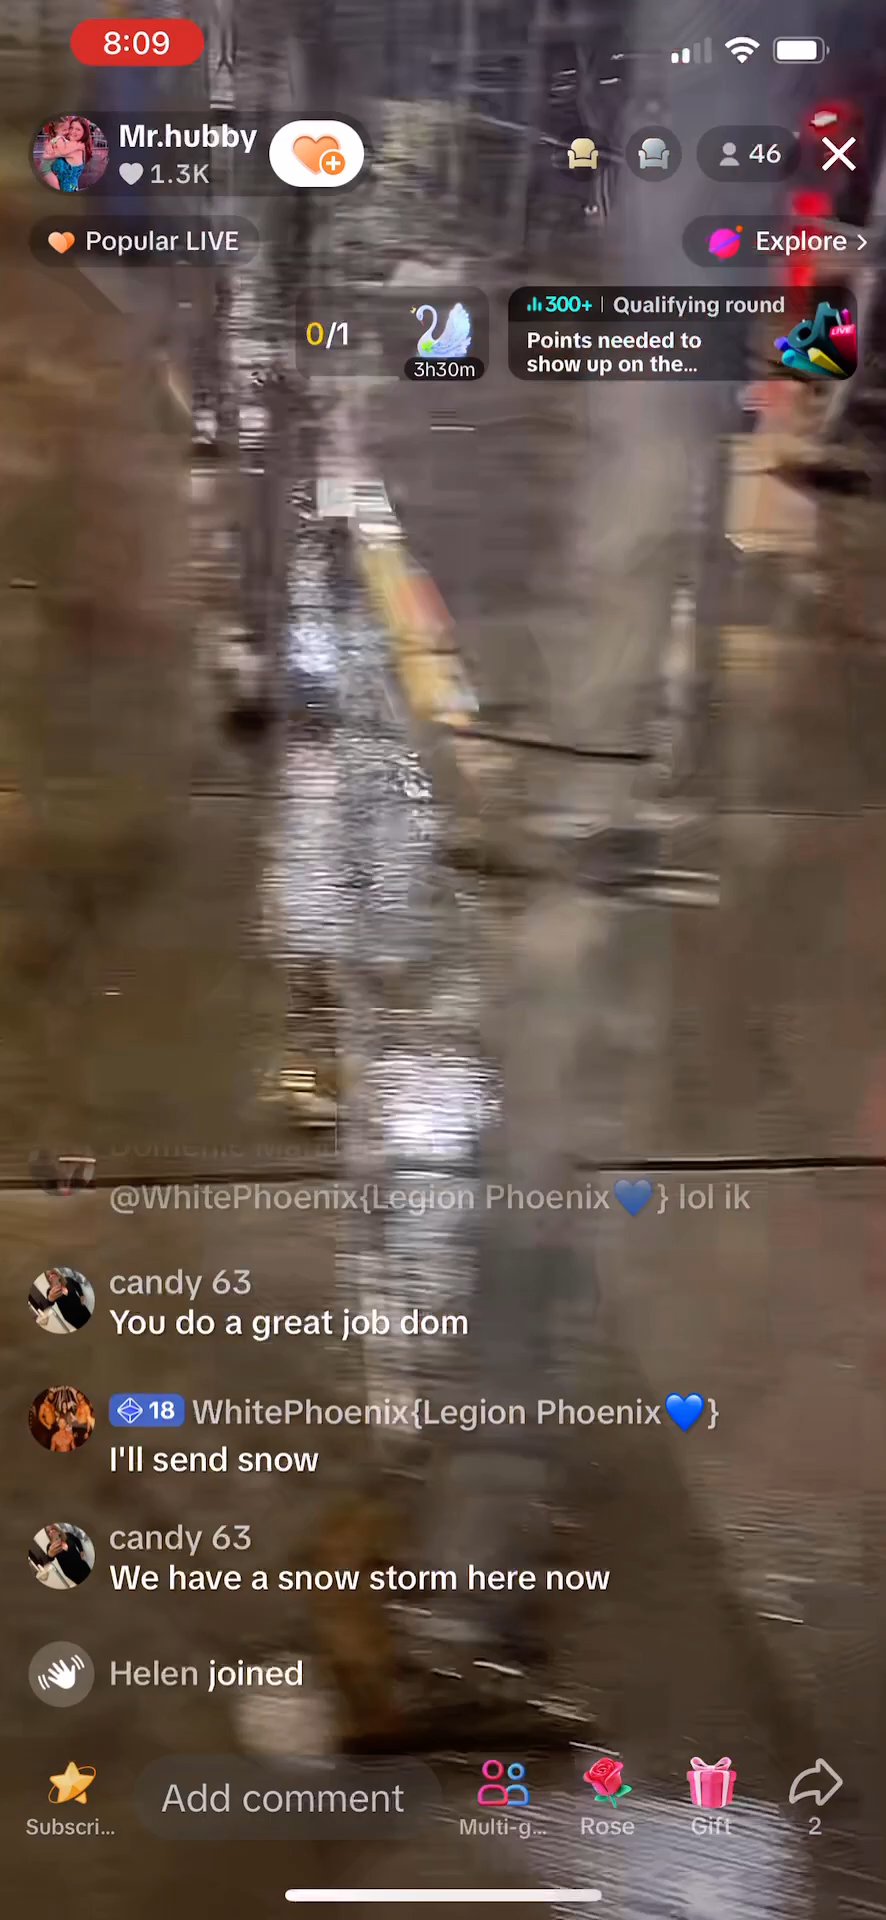 8:09
Mr.hubby
1.3K
46
Popular LIVE
Explore >
0/1
3h30m
300+ | Qualifying round
Points needed to
show up on the...
LIVE
@WhitePhoenix{Legion Phoenix💙} lol ik
candy 63
You do a great job dom
18 WhitePhoenix{Legion Phoenix💙}
I'll send snow
candy 63
We have a snow storm here now
Helen joined
Add comment
Subscri...
Multi-g...
Rose
Gift
2